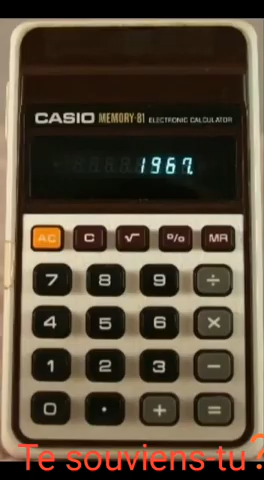 CASIO MEMORY-81 ELECTRONIC CALCULATOR
1967.
AC C √ % MR
7 8 9 ÷
4 5 6 ×
1 2 3 −
0 • + =
Te souviens-tu?